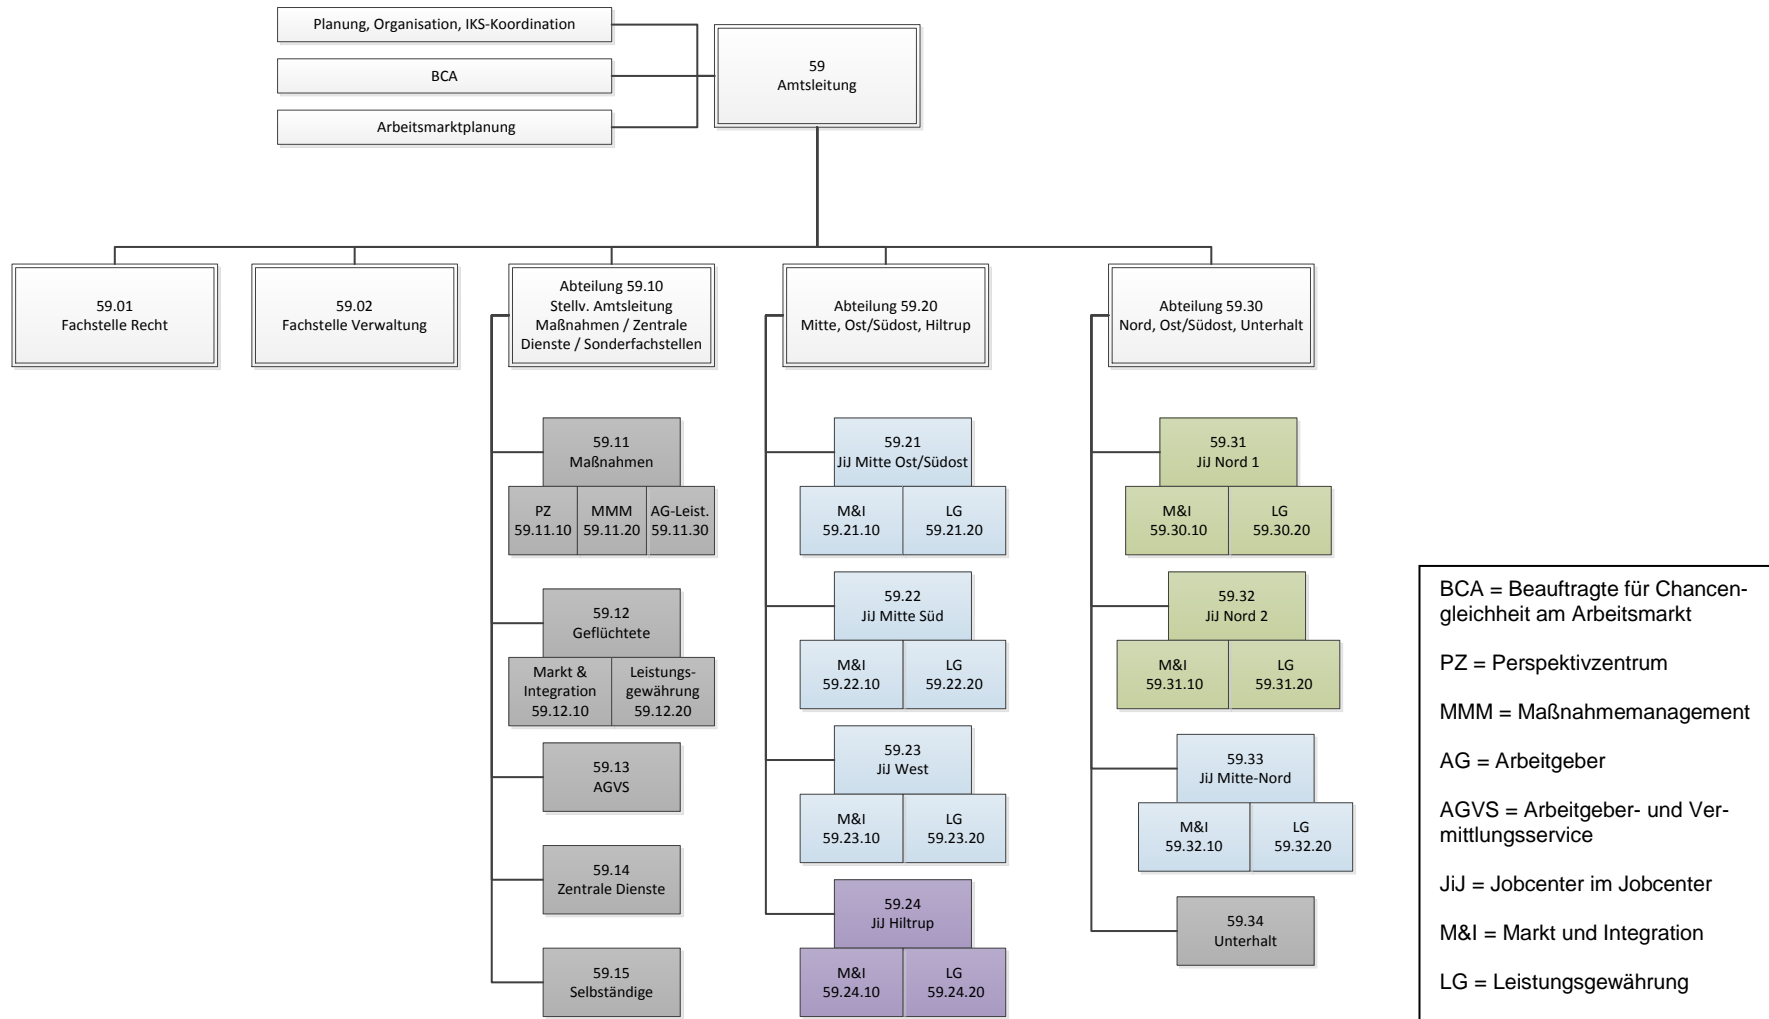 Planung, Organisation, IKS-Koordination
BCA
Arbeitsmarktplanung
59
Amtsleitung
59.01
Fachstelle Recht
59.02
Fachstelle Verwaltung
Abteilung 59.10
Stellv. Amtsleitung
Maßnahmen / Zentrale
Dienste / Sonderfachstellen
Abteilung 59.20
Mitte, Ost/Südost, Hiltrup
Abteilung 59.30
Nord, Ost/Südost, Unterhalt
59.11
Maßnahmen
PZ
59.11.10
MMM
59.11.20
AG-Leist.
59.11.30
59.12
Geflüchtete
Markt &
Integration
59.12.10
Leistungs-
gewährung
59.12.20
59.13
AGVS
59.14
Zentrale Dienste
59.15
Selbständige
59.21
JiJ Mitte Ost/Südost
M&I
59.21.10
LG
59.21.20
59.22
JiJ Mitte Süd
M&I
59.22.10
LG
59.22.20
59.23
JiJ West
M&I
59.23.10
LG
59.23.20
59.24
JiJ Hiltrup
M&I
59.24.10
LG
59.24.20
59.31
JiJ Nord 1
M&I
59.30.10
LG
59.30.20
59.32
JiJ Nord 2
M&I
59.31.10
LG
59.31.20
59.33
JiJ Mitte-Nord
M&I
59.32.10
LG
59.32.20
59.34
Unterhalt
BCA = Beauftragte für Chancen-
gleichheit am Arbeitsmarkt
PZ = Perspektivzentrum
MMM = Maßnahmemanagement
AG = Arbeitgeber
AGVS = Arbeitgeber- und Ver-
mittlungsservice
JiJ = Jobcenter im Jobcenter
M&I = Markt und Integration
LG = Leistungsgewährung